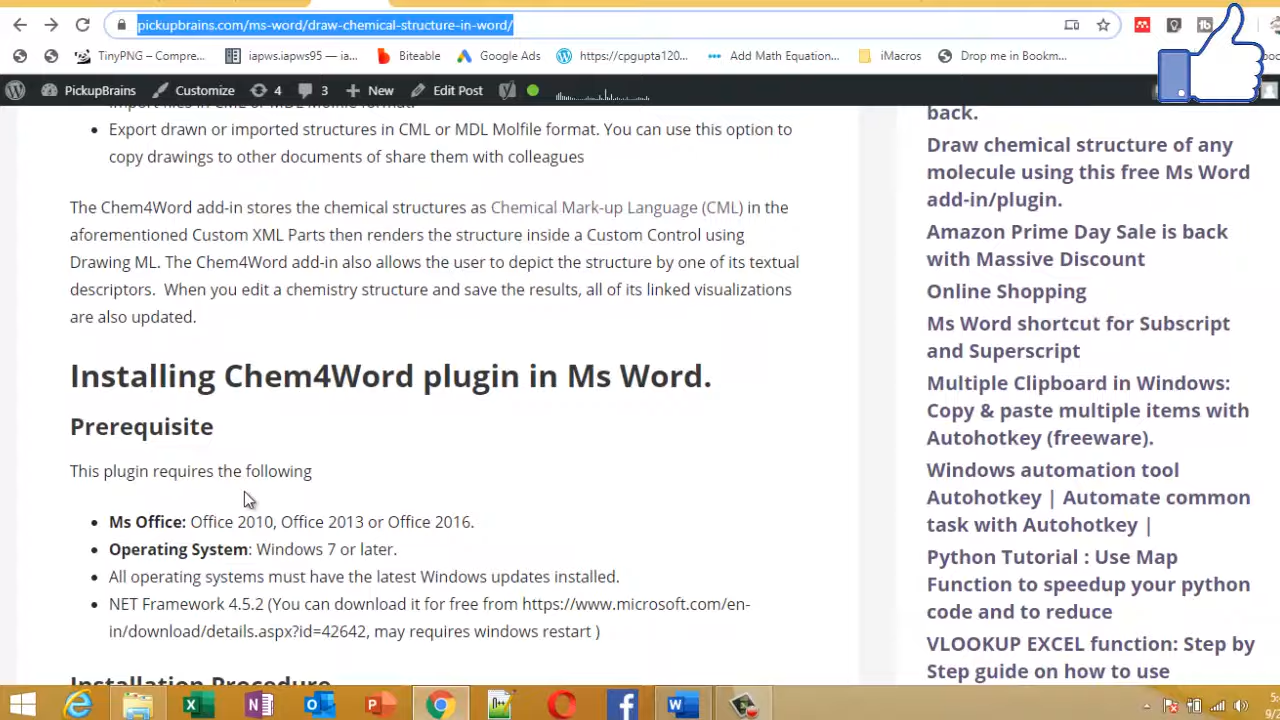 pickupbrains.com/ms-word/draw-chemical-structure-in-word/
TinyPNG – Compre... iapws.iapws95 — ia... Biteable Google Ads https://cpgupta120... Add Math Equation... iMacros Drop me in Bookm...
PickupBrains Customize 4 3 New Edit Post
Import files in CML or MDL Molfile format.
Export drawn or imported structures in CML or MDL Molfile format. You can use this option to
copy drawings to other documents of share them with colleagues
The Chem4Word add-in stores the chemical structures as Chemical Mark-up Language (CML) in the
aforementioned Custom XML Parts then renders the structure inside a Custom Control using
Drawing ML. The Chem4Word add-in also allows the user to depict the structure by one of its textual
descriptors. When you edit a chemistry structure and save the results, all of its linked visualizations
are also updated.
Installing Chem4Word plugin in Ms Word.
Prerequisite
This plugin requires the following
Ms Office: Office 2010, Office 2013 or Office 2016.
Operating System: Windows 7 or later.
All operating systems must have the latest Windows updates installed.
NET Framework 4.5.2 (You can download it for free from https://www.microsoft.com/en-
in/download/details.aspx?id=42642, may requires windows restart )
Installation Procedure
back.
Draw chemical structure of any
molecule using this free Ms Word
add-in/plugin.
Amazon Prime Day Sale is back
with Massive Discount
Online Shopping
Ms Word shortcut for Subscript
and Superscript
Multiple Clipboard in Windows:
Copy & paste multiple items with
Autohotkey (freeware).
Windows automation tool
Autohotkey | Automate common
task with Autohotkey |
Python Tutorial : Use Map
Function to speedup your python
code and to reduce
VLOOKUP EXCEL function: Step by
Step guide on how to use